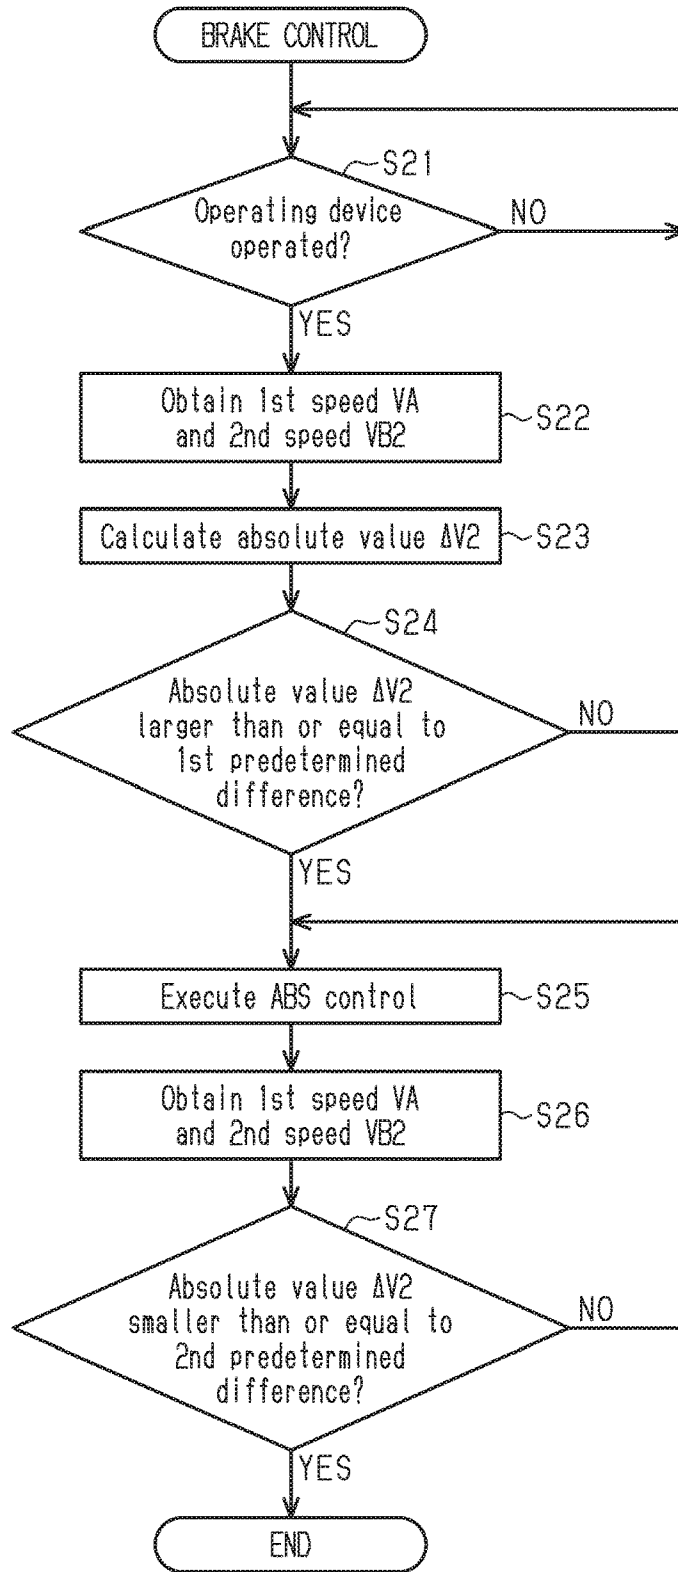 BRAKE CONTROL
S21
Operating device
operated?
NO
YES
Obtain 1st speed VA
and 2nd speed VB2
S22
Calculate absolute value ΔV2
S23
S24
Absolute value ΔV2
larger than or equal to
1st predetermined
difference?
NO
YES
Execute ABS control
S25
Obtain 1st speed VA
and 2nd speed VB2
S26
S27
Absolute value ΔV2
smaller than or equal to
2nd predetermined
difference?
NO
YES
END